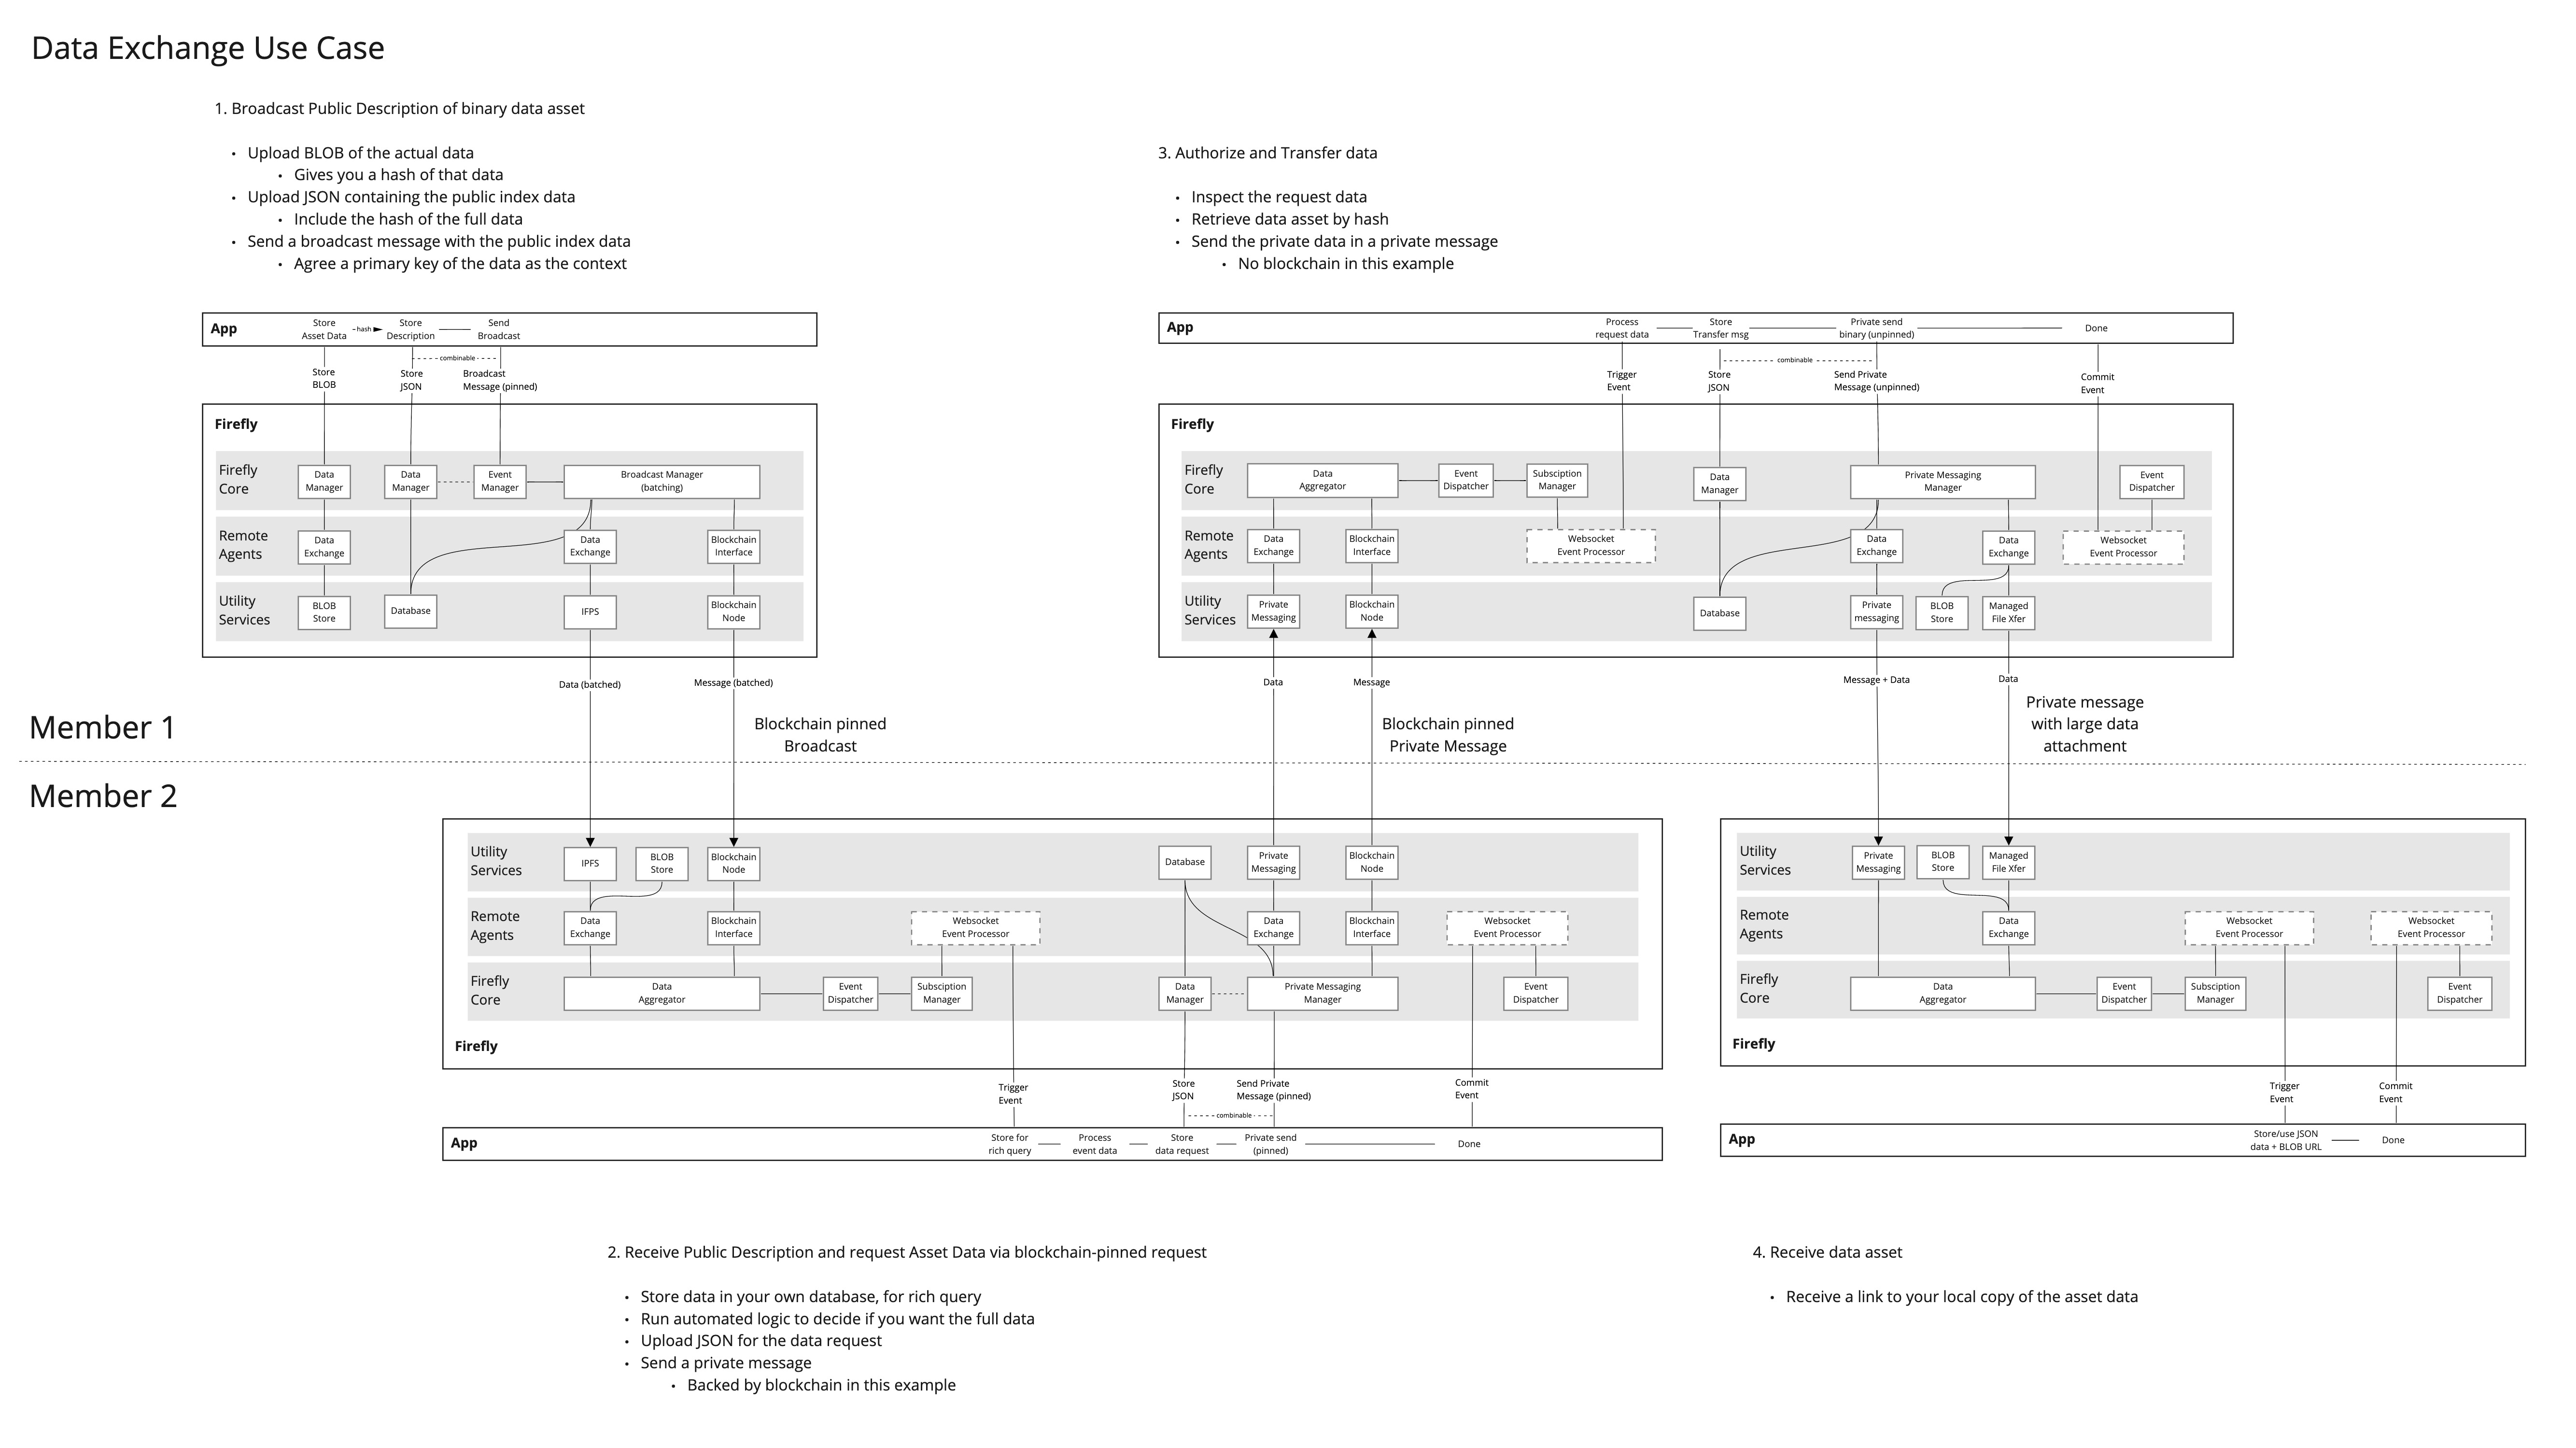 Data Exchange Use Case
1. Broadcast Public Description of binary data asset
• Upload BLOB of the actual data
• Gives you a hash of that data
• Upload JSON containing the public index data
• Include the hash of the full data
• Send a broadcast message with the public index data
• Agree a primary key of the data as the context
3. Authorize and Transfer data
• Inspect the request data
• Retrieve data asset by hash
• Send the private data in a private message
• No blockchain in this example
App
Store
Asset Data
hash
Store
Description
Send
Broadcast
combinable
Store
BLOB
Store
JSON
Broadcast
Message (pinned)
Firefly
Firefly
Core
Data
Manager
Data
Manager
Event
Manager
Broadcast Manager
(batching)
Remote
Agents
Data
Exchange
Data
Exchange
Blockchain
Interface
Utility
Services
BLOB
Store
Database
IFPS
Blockchain
Node
Data (batched)
Message (batched)
Blockchain pinned
Broadcast
App
Process
request data
Store
Transfer msg
Private send
binary (unpinned)
Done
combinable
Trigger
Event
Store
JSON
Send Private
Message (unpinned)
Commit
Event
Firefly
Firefly
Core
Data
Aggregator
Event
Dispatcher
Subsciption
Manager
Data
Manager
Private Messaging
Manager
Event
Dispatcher
Remote
Agents
Data
Exchange
Blockchain
Interface
Websocket
Event Processor
Data
Exchange
Data
Exchange
Websocket
Event Processor
Utility
Services
Private
Messaging
Blockchain
Node
Database
Private
messaging
BLOB
Store
Managed
File Xfer
Data
Message
Blockchain pinned
Private Message
Message + Data
Data
Private message
with large data
attachment
Member 1
Member 2
Utility
Services
IPFS
BLOB
Store
Blockchain
Node
Database
Private
Messaging
Blockchain
Node
Remote
Agents
Data
Exchange
Blockchain
Interface
Websocket
Event Processor
Data
Exchange
Blockchain
Interface
Websocket
Event Processor
Firefly
Core
Data
Aggregator
Event
Dispatcher
Subsciption
Manager
Data
Manager
Private Messaging
Manager
Event
Dispatcher
Firefly
Trigger
Event
Store
JSON
Send Private
Message (pinned)
Commit
Event
combinable
App
Store for
rich query
Process
event data
Store
data request
Private send
(pinned)
Done
Utility
Services
Private
Messaging
BLOB
Store
Managed
File Xfer
Remote
Agents
Data
Exchange
Websocket
Event Processor
Websocket
Event Processor
Firefly
Core
Data
Aggregator
Event
Dispatcher
Subsciption
Manager
Event
Dispatcher
Firefly
Trigger
Event
Commit
Event
App
Store/use JSON
data + BLOB URL
Done
2. Receive Public Description and request Asset Data via blockchain-pinned request
• Store data in your own database, for rich query
• Run automated logic to decide if you want the full data
• Upload JSON for the data request
• Send a private message
• Backed by blockchain in this example
4. Receive data asset
• Receive a link to your local copy of the asset data